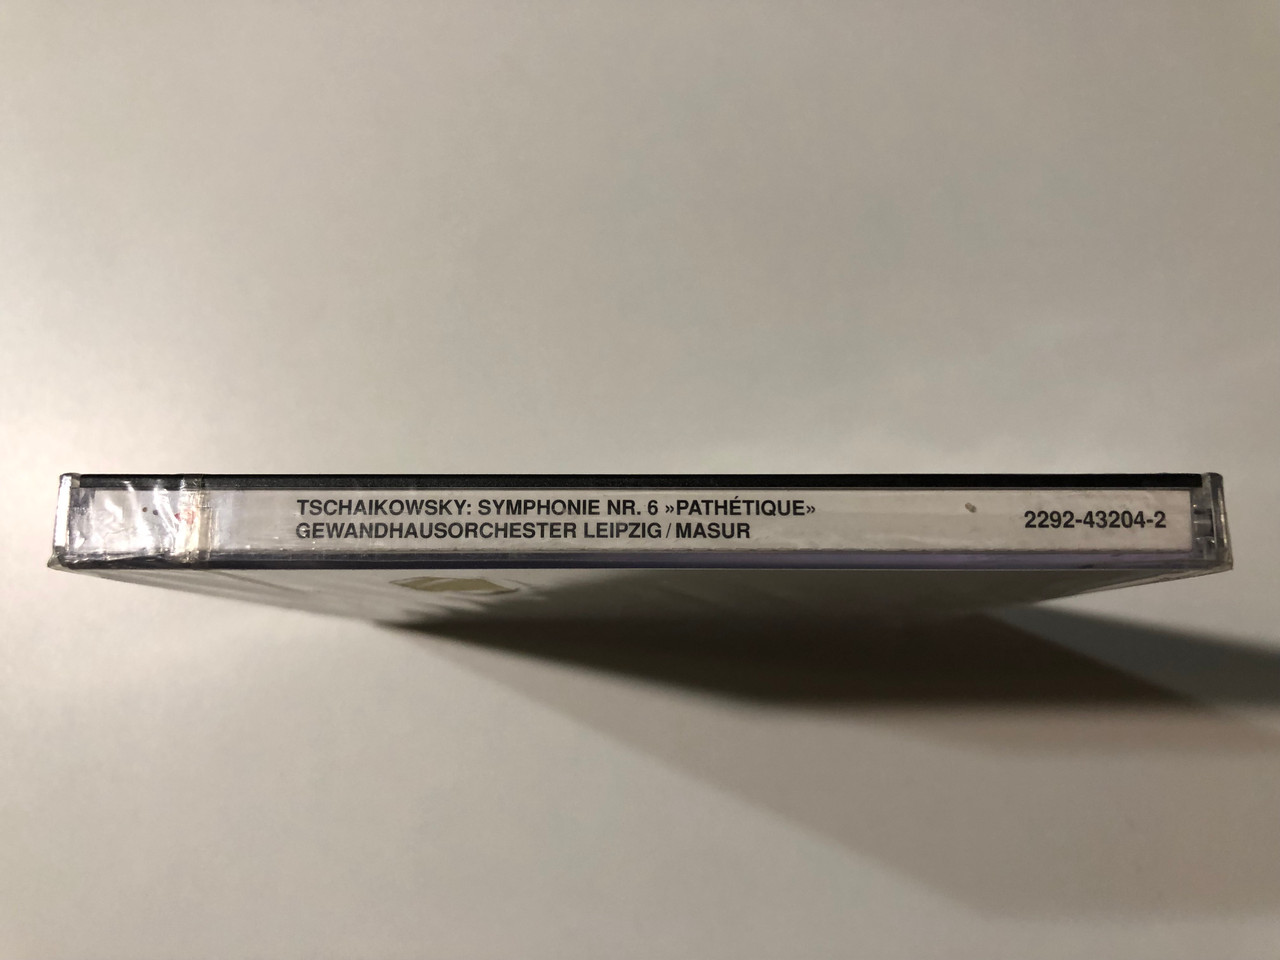 TSCHAIKOWSKY: SYMPHONIE NR. 6 »PATHÉTIQUE»
GEWANDHAUSORCHESTER LEIPZIG / MASUR
2292-43204-2